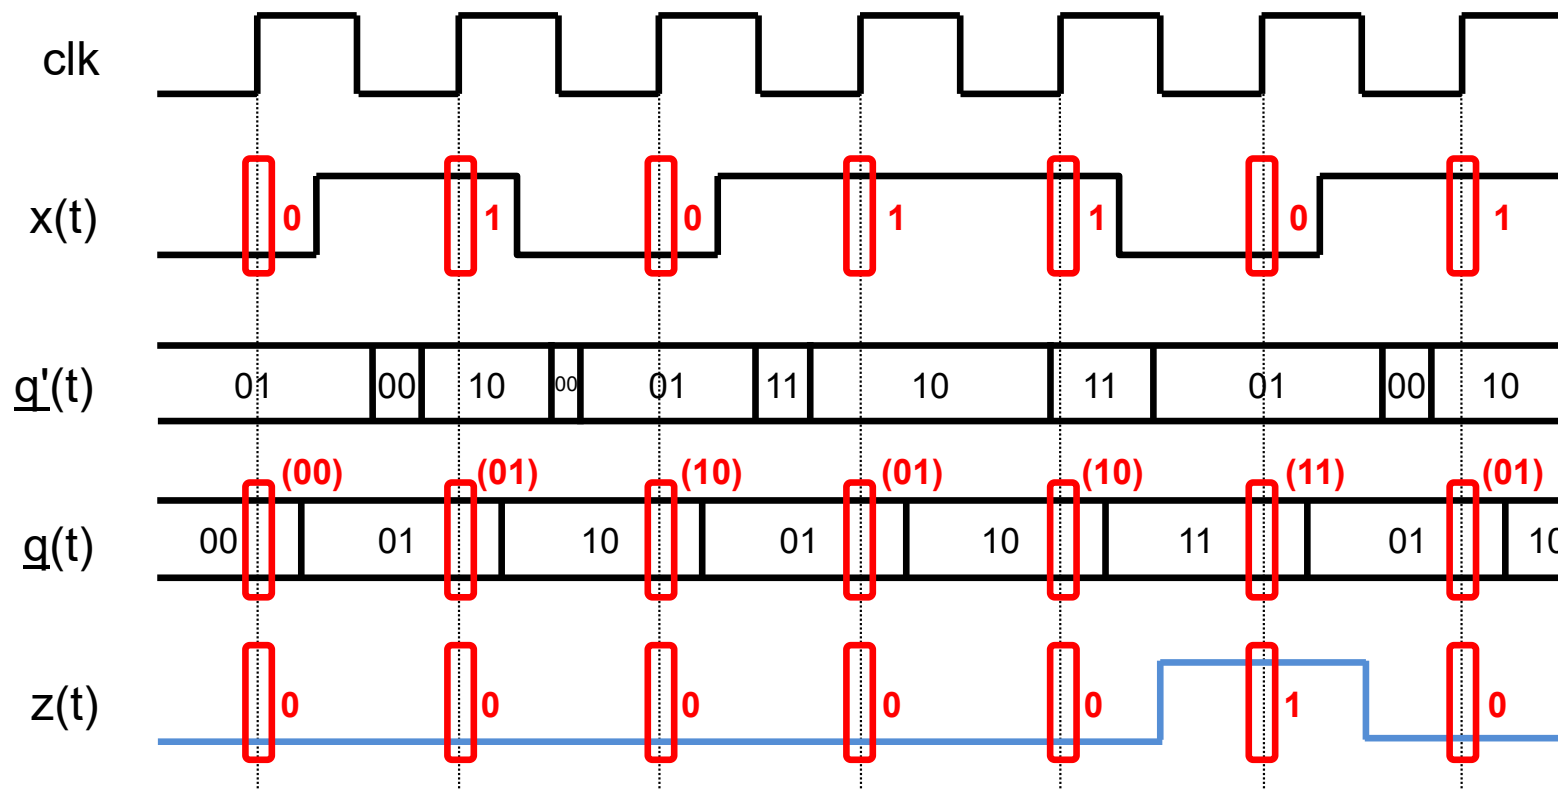 clk
x(t) 0 1 0 1 1 0 1
q'(t) 01 00 10 00 01 11 10 11 01 00 10
(00) (01) (10) (01) (10) (11) (01)
q(t) 00 01 10 01 10 11 01 10
z(t) 0 0 0 0 0 1 0